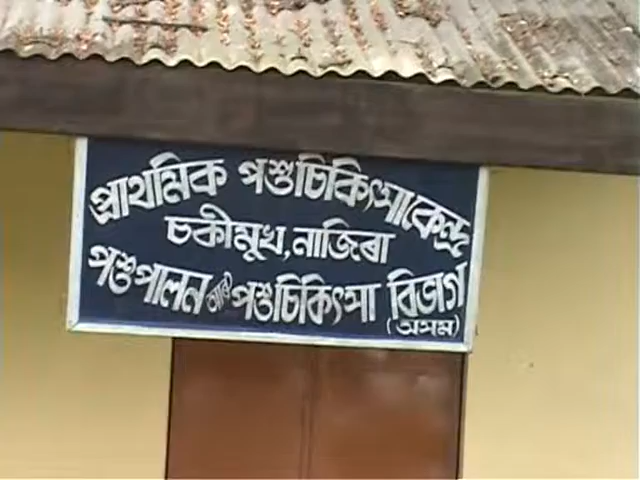 প্ৰাথমিক পশুচিকিৎসাকেন্দ্ৰ
চকীমুখ, নাজিৰা
পশুপালন আৰু পশুচিকিৎসা বিভাগ
(অসম)